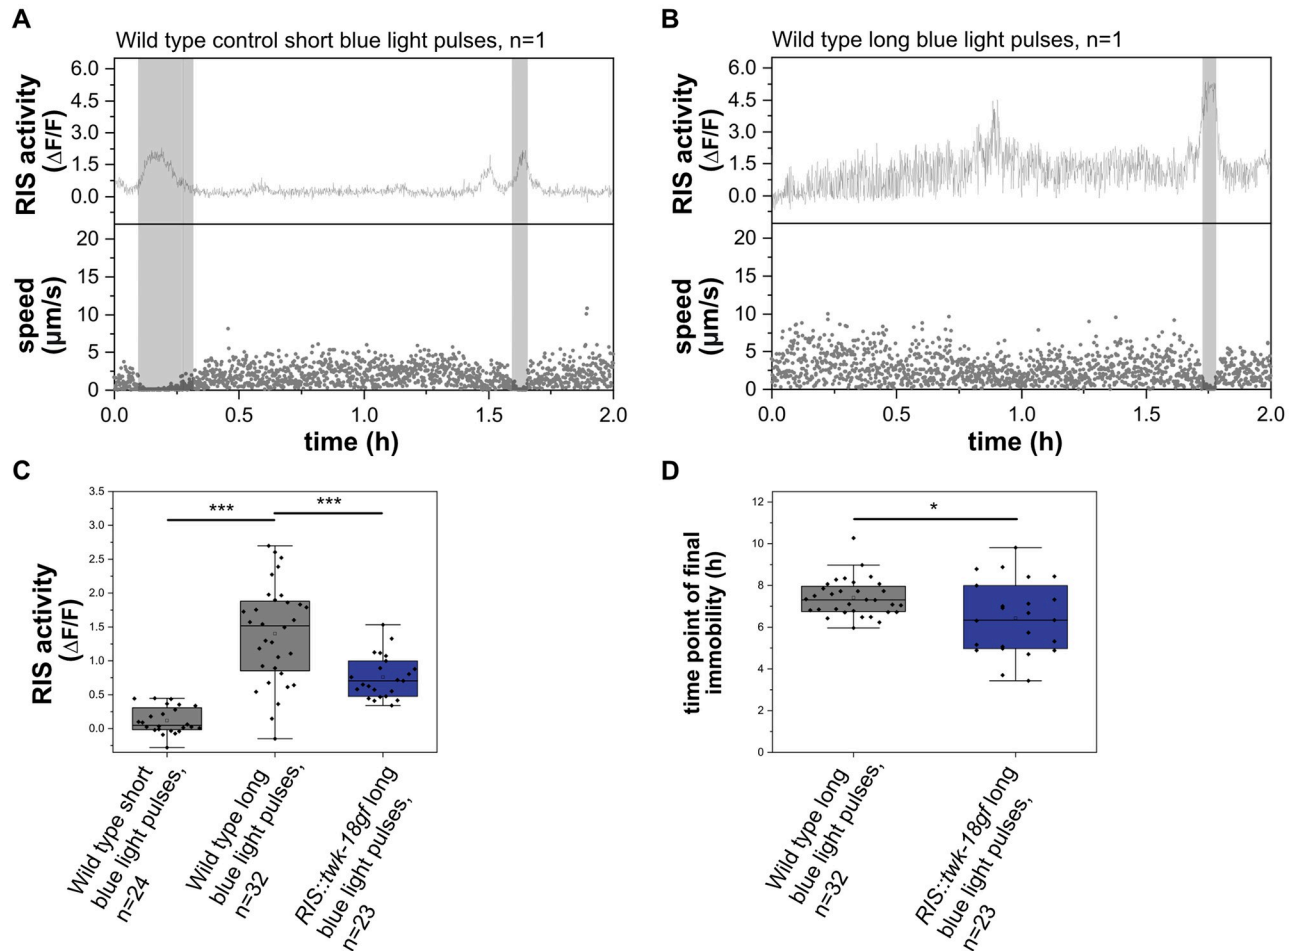 A
Wild type control short blue light pulses, n=1
RIS activity
(ΔF/F)
6.0
4.5
3.0
1.5
0.0
speed
(µm/s)
20
15
10
5
0
0.0
0.5
1.0
1.5
2.0
time (h)
B
Wild type long blue light pulses, n=1
RIS activity
(ΔF/F)
6.0
4.5
3.0
1.5
0.0
speed
(µm/s)
20
15
10
5
0
0.0
0.5
1.0
1.5
2.0
time (h)
C
RIS activity
(ΔF/F)
3.5
3.0
2.5
2.0
1.5
1.0
0.5
0.0
***
***
Wild type short
blue light pulses,
n=24
Wild type long
blue light pulses,
n=32
RIS::twk-18gf long
blue light pulses,
n=23
D
time point of final
immobility (h)
12
10
8
6
4
2
0
*
Wild type long
blue light pulses,
n=32
RIS::twk-18gf long
blue light pulses,
n=23